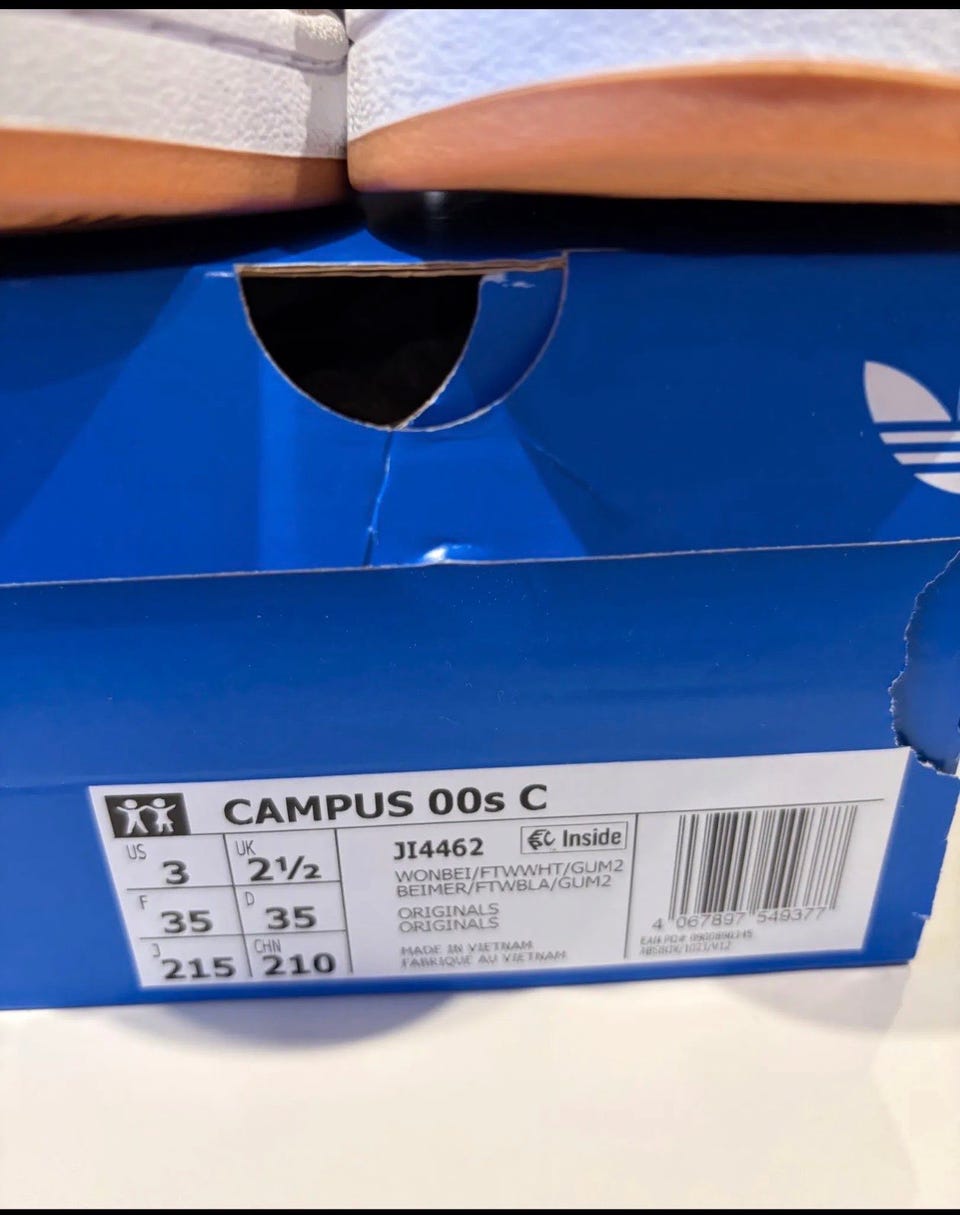 CAMPUS 00s C
US 3 UK 2½
F 35 D 35
J 215 CHN 210
JI4462 Inside
WONBEI/FTWWHT/GUM2
BEIMER/FTWBLA/GUM2
ORIGINALS
ORIGINALS
MADE IN VIETNAM
FABRIQUE AU VIETNAM
4 067897 549377